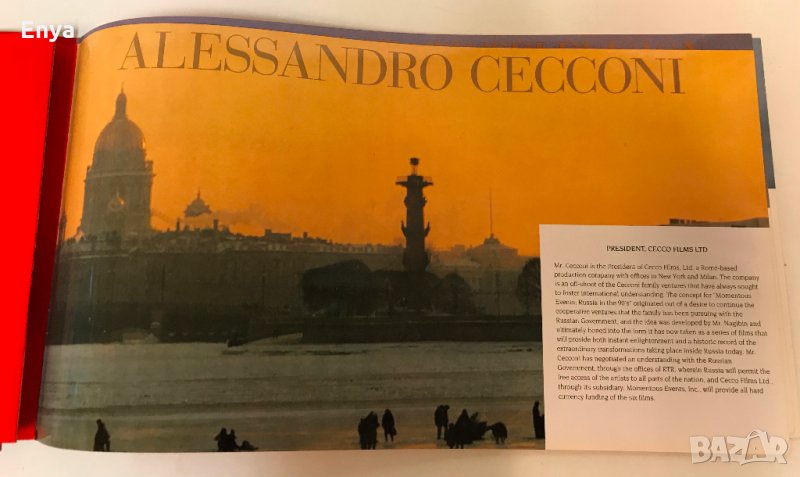 Enya
ALESSANDRO CECCONI
PRESIDENT, CECCO FILMS LTD
Mr. Cecconi is the President of Cecco Films, Ltd. a Rome-based
production company with offices in New York and Milan. The company
is an off-shoot of the Cecconi family ventures that have always sought
to foster international understanding. The concept for "Momentous
Events: Russia in the 90's" originated out of a desire to continue the
cooperative ventures that the family has been pursuing with the
Russian Government, and the idea was developed by Mr. Nagibin and
ultimately honed into the form it has now taken as a series of films that
will provide both instant enlightenment and a historic record of the
extraordinary transformations taking place inside Russia today. Mr.
Cecconi has negotiated an understanding with the Russian
Government, through the offices of RTR, wherein Russia will permit the
free access of the artists to all parts of the nation, and Cecco Films Ltd.,
through its subsidiary, Momentous Events, Inc., will provide all hard
currency funding of the six films.
BAZAR